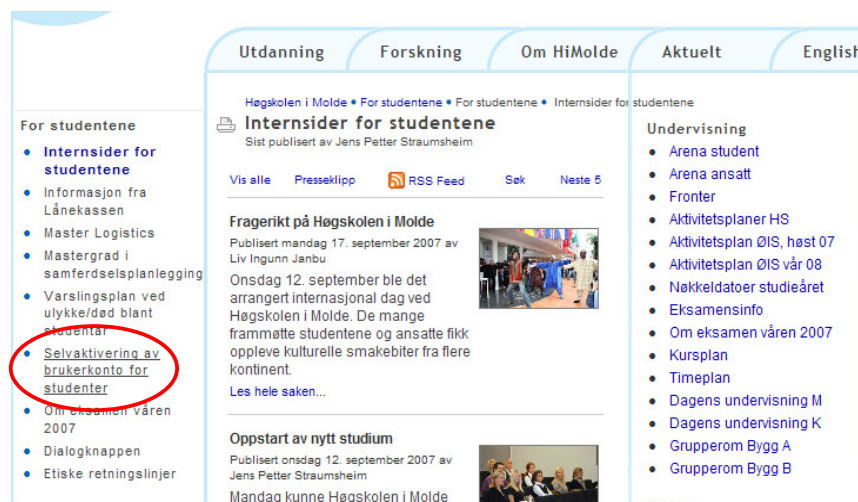 Utdanning
Forskning
Om HiMolde
Aktuelt
English
Høgskolen i Molde • For studentene • For studentene • Internsider for studentene
For studentene
• Internsider for
studentene
• Informasjon fra
Lånekassen
• Master Logistics
• Mastergrad i
samferdselsplanlegging
• Varslingsplan ved
ulykke/død blant
studentar
• Selvaktivering av
brukerkonto for
studenter
• Om eksamen våren
2007
• Dialogknappen
• Etiske retningslinjer
Internsider for studentene
Sist publisert av Jens Petter Straumsheim
Vis alle
Presseklipp
RSS Feed
Søk
Neste 5
Fragerikt på Høgskolen i Molde
Publisert mandag 17. september 2007 av
Liv Ingunn Janbu
Onsdag 12. september ble det
arrangert internasjonal dag ved
Høgskolen i Molde. De mange
frammøtte studentene og ansatte fikk
oppleve kulturelle smakebiter fra flere
kontinent.
Les hele saken...
Oppstart av nytt studium
Publisert onsdag 12. september 2007 av
Jens Petter Straumsheim
Mandag kunne Høgskolen i Molde
Undervisning
• Arena student
• Arena ansatt
• Fronter
• Aktivitetsplaner HS
• Aktivitetsplan ØIS, høst 07
• Aktivitetsplan ØIS vår 08
• Nøkkeldatoer studieåret
• Eksamensinfo
• Om eksamen våren 2007
• Kursplan
• Timeplan
• Dagens undervisning M
• Dagens undervisning K
• Grupperom Bygg A
• Grupperom Bygg B